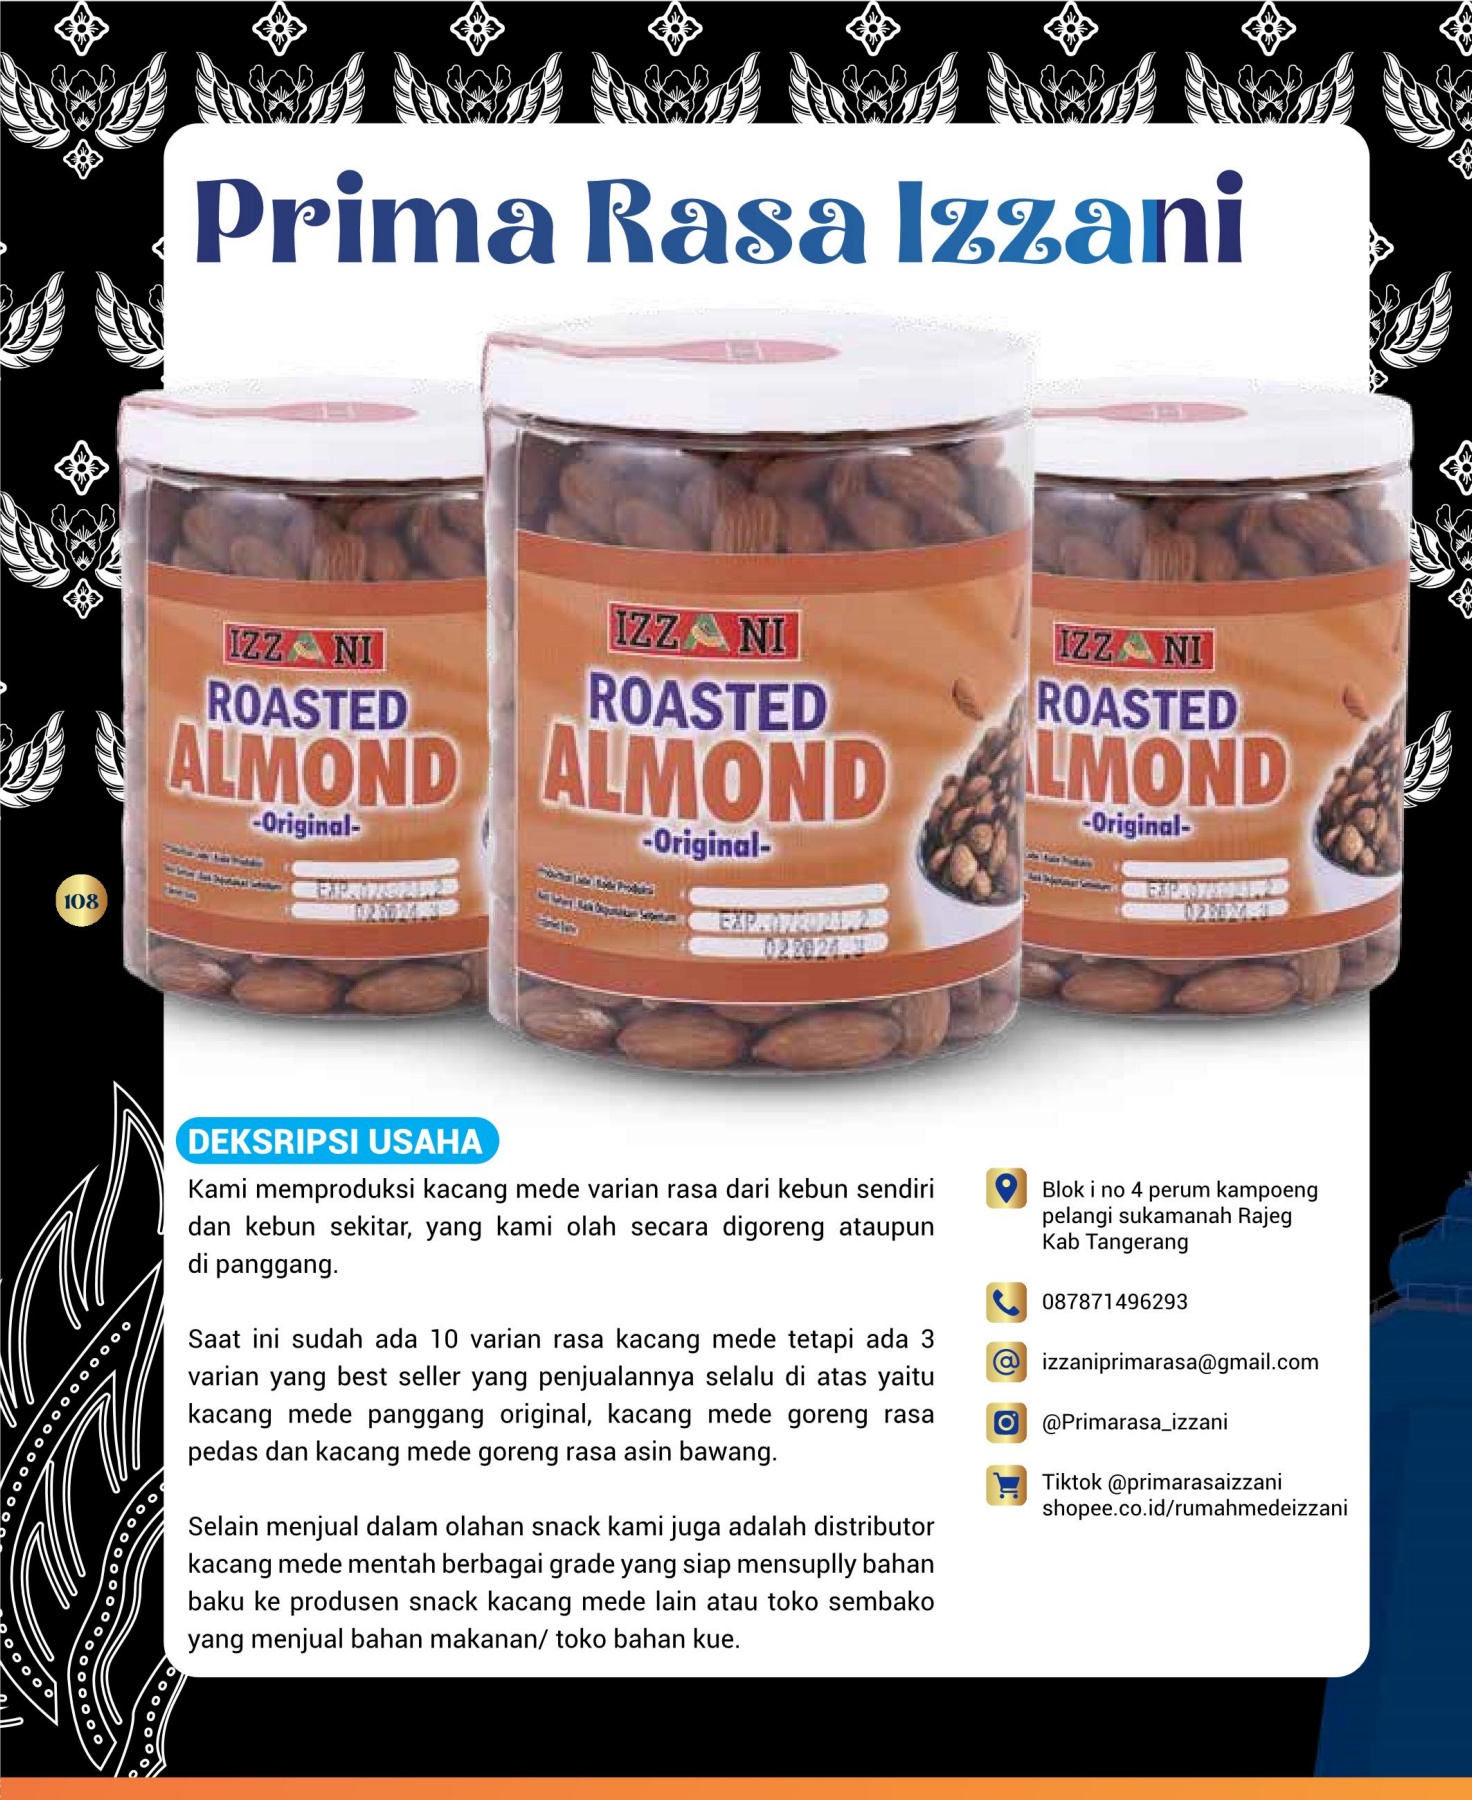 Prima Rasa Izzani
IZZANI
ROASTED
ALMOND
-Original-
IZZANI
ROASTED
ALMOND
-Original-
Production Code / Kode Produksi :
IZZANI
ROASTED
ALMOND
-Original-
108
DEKSRIPSI USAHA
Kami memproduksi kacang mede varian rasa dari kebun sendiri
dan kebun sekitar, yang kami olah secara digoreng ataupun
di panggang.
Saat ini sudah ada 10 varian rasa kacang mede tetapi ada 3
varian yang best seller yang penjualannya selalu di atas yaitu
kacang mede panggang original, kacang mede goreng rasa
pedas dan kacang mede goreng rasa asin bawang.
Selain menjual dalam olahan snack kami juga adalah distributor
kacang mede mentah berbagai grade yang siap mensuplly bahan
baku ke produsen snack kacang mede lain atau toko sembako
yang menjual bahan makanan/ toko bahan kue.
Blok i no 4 perum kampoeng
pelangi sukamanah Rajeg
Kab Tangerang
087871496293
izzaniprimarasa@gmail.com
@Primarasa_izzani
Tiktok @primarasaizzani
shopee.co.id/rumahmedeizzani